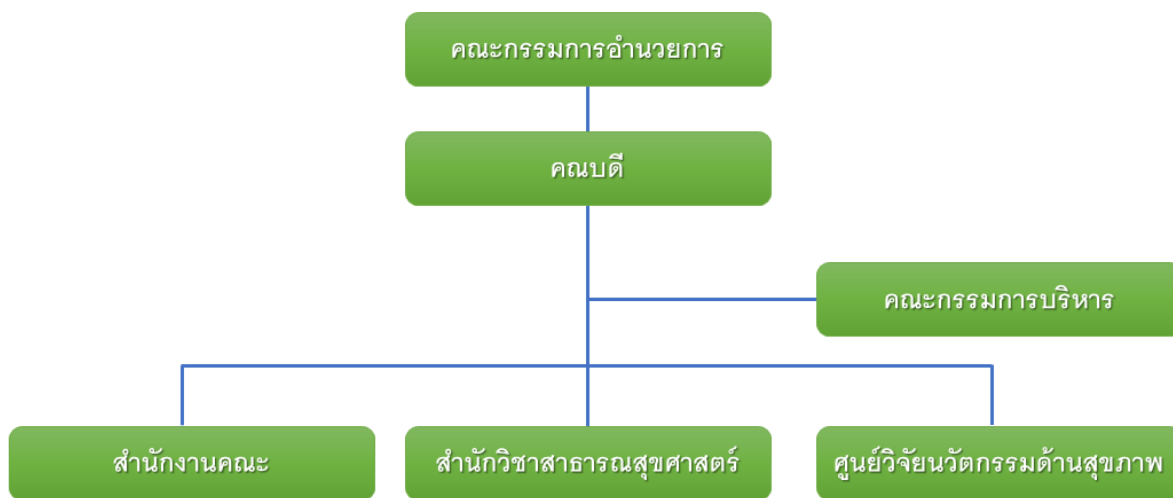 คณะกรรมการอำนวยการ
คณบดี
คณะกรรมการบริหาร
สำนักงานคณะ
สำนักวิชาสาธารณสุขศาสตร์
ศูนย์วิจัยนวัตกรรมด้านสุขภาพ